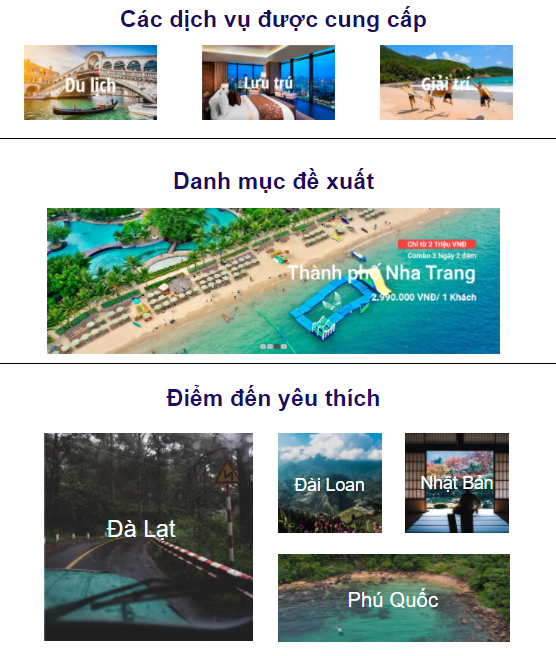 Các dịch vụ được cung cấp
Du lịch
Lưu trú
Giải trí
Danh mục đề xuất
Chỉ từ 2 Triệu VNĐ
Combo 3 Ngày 2 đêm
Thành phố Nha Trang
2.990.000 VNĐ/ 1 Khách
Điểm đến yêu thích
Đà Lạt
Đài Loan
Nhật Bản
Phú Quốc